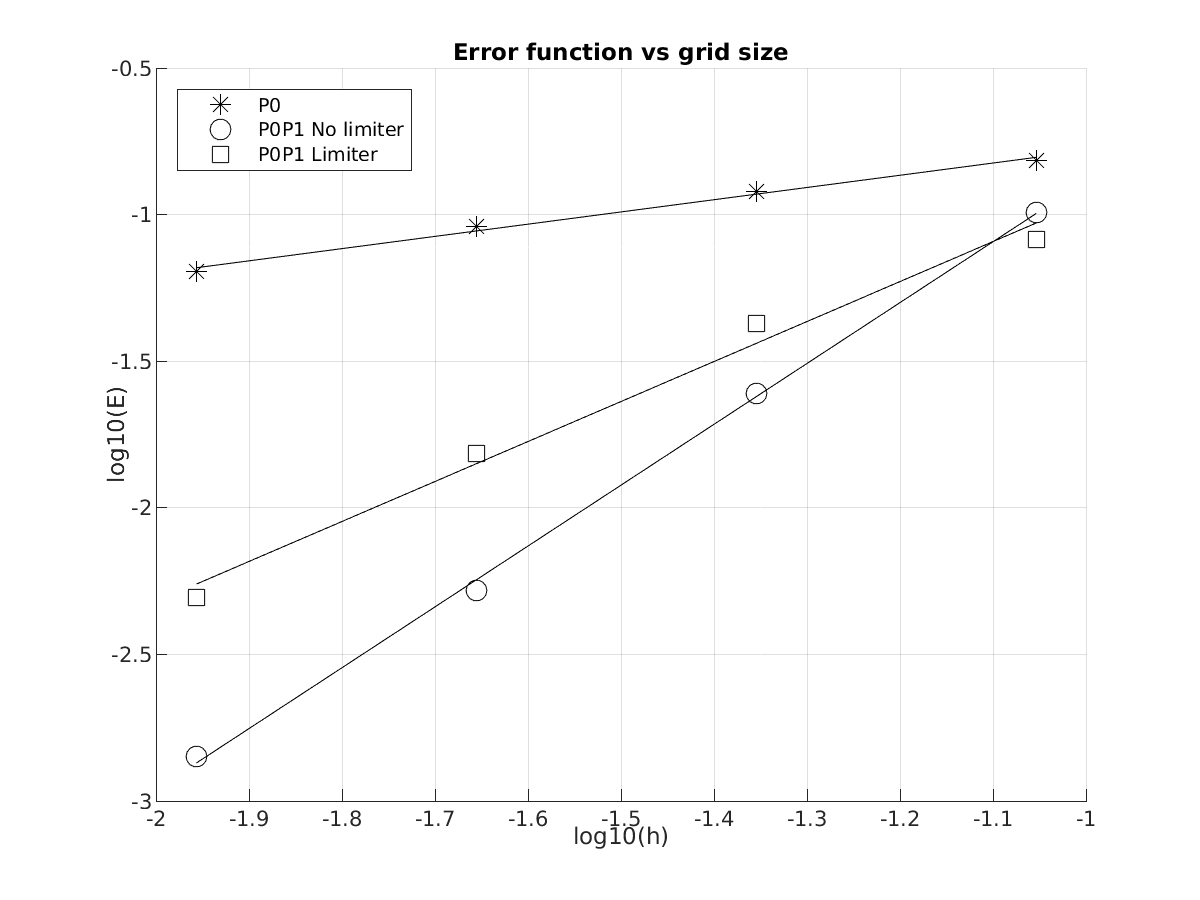 Error function vs grid size
-0.5
P0
P0P1 No limiter
P0P1 Limiter
-1
-1.5
log10(E)
-2
-2.5
-3
-2 -1.9 -1.8 -1.7 -1.6 -1.5 -1.4 -1.3 -1.2 -1.1 -1
log10(h)